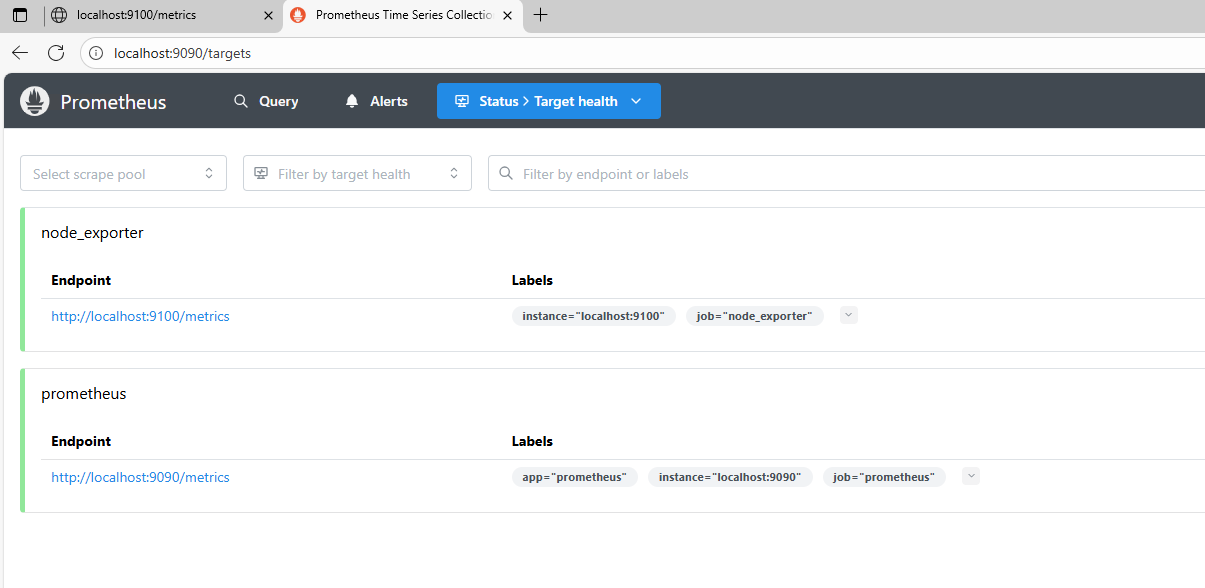 localhost:9100/metrics Prometheus Time Series Collectio
localhost:9090/targets
Prometheus Query Alerts Status > Target health
Select scrape pool Filter by target health Filter by endpoint or labels
node_exporter
Endpoint Labels
http://localhost:9100/metrics instance="localhost:9100" job="node_exporter"
prometheus
Endpoint Labels
http://localhost:9090/metrics app="prometheus" instance="localhost:9090" job="prometheus"